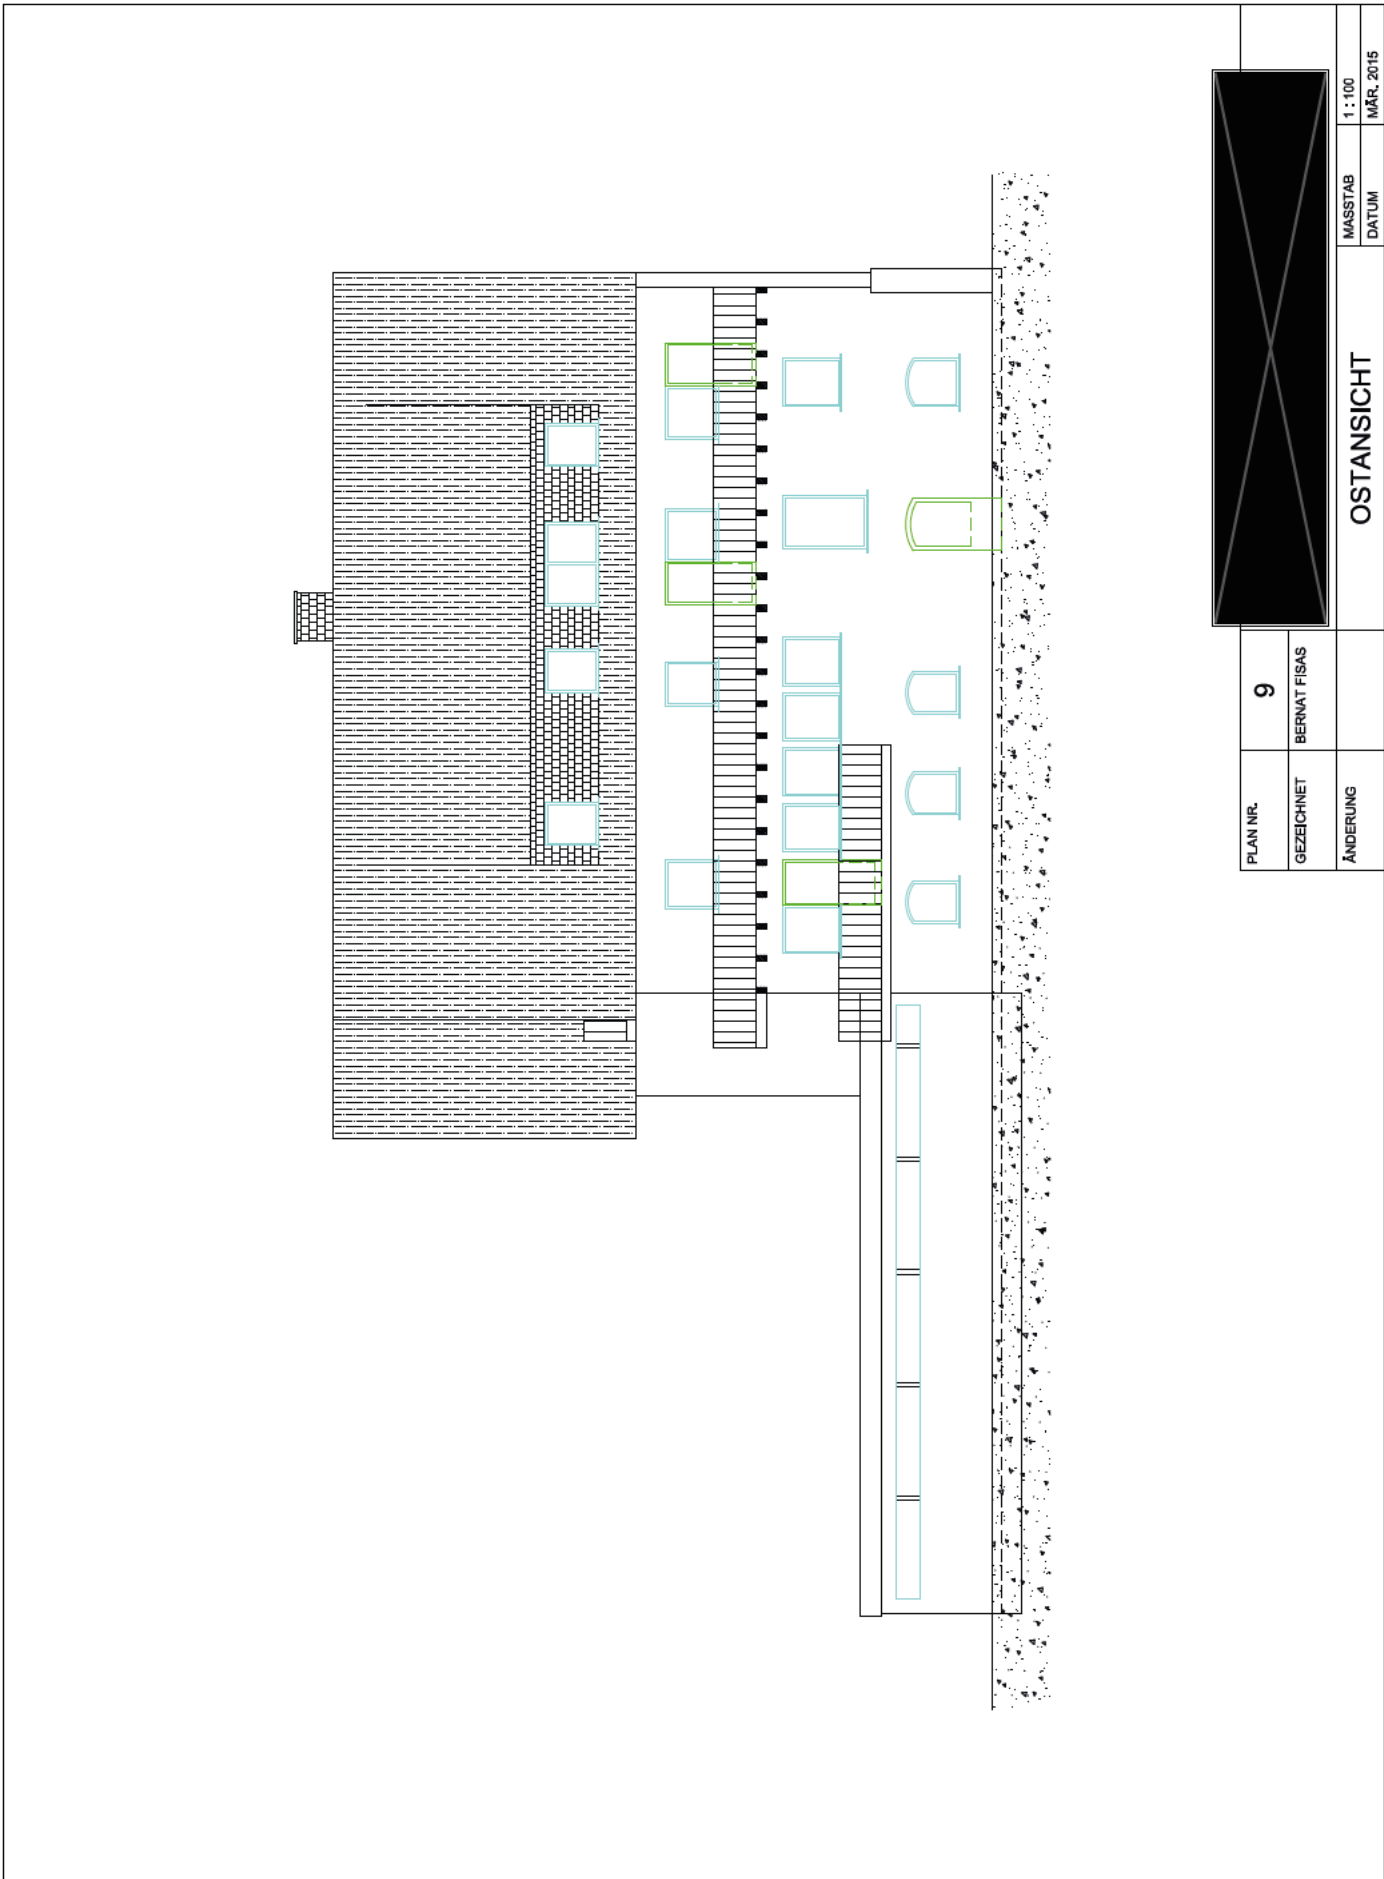 PLAN NR.
9
GEZEICHNET
BERNAT FISAS
ÄNDERUNG
OSTANSICHT
MASSTAB
1 : 100
DATUM
MÄR. 2015